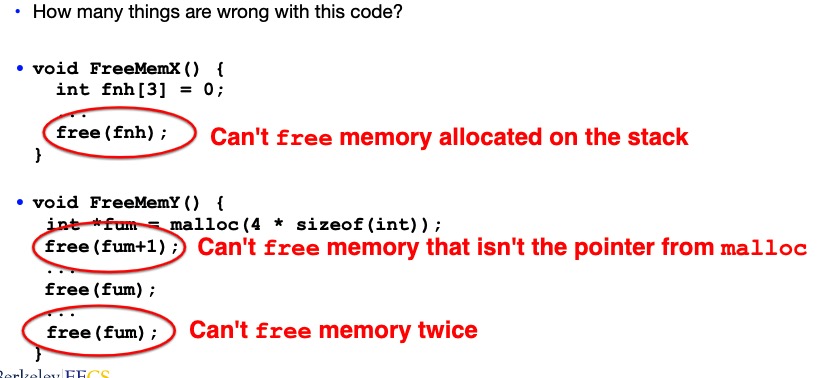 • How many things are wrong with this code?
• void FreeMemX() {
int fnh[3] = 0;
...
free(fnh); Can't free memory allocated on the stack
}
• void FreeMemY() {
int *fum = malloc(4 * sizeof(int));
free(fum+1); Can't free memory that isn't the pointer from malloc
...
free(fum);
...
free(fum); Can't free memory twice
}
Berkeley EECS